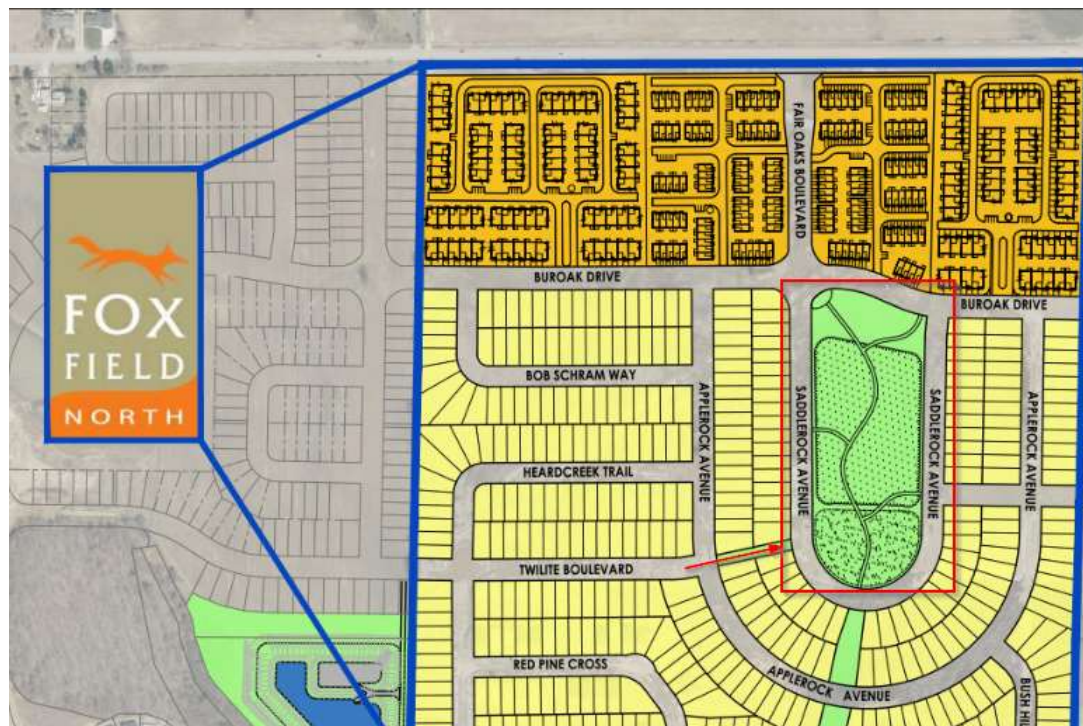 FOX
FIELD
NORTH
FAIR OAKS BOULEVARD
BUROAK DRIVE
BUROAK DRIVE
BOB SCHRAM WAY
APPLEROCK AVENUE
SADDLEROCK AVENUE
SADDLEROCK AVENUE
APPLEROCK AVENUE
HEARDCREEK TRAIL
TWILITE BOULEVARD
RED PINE CROSS
APPLEROCK AVENUE
BUSH